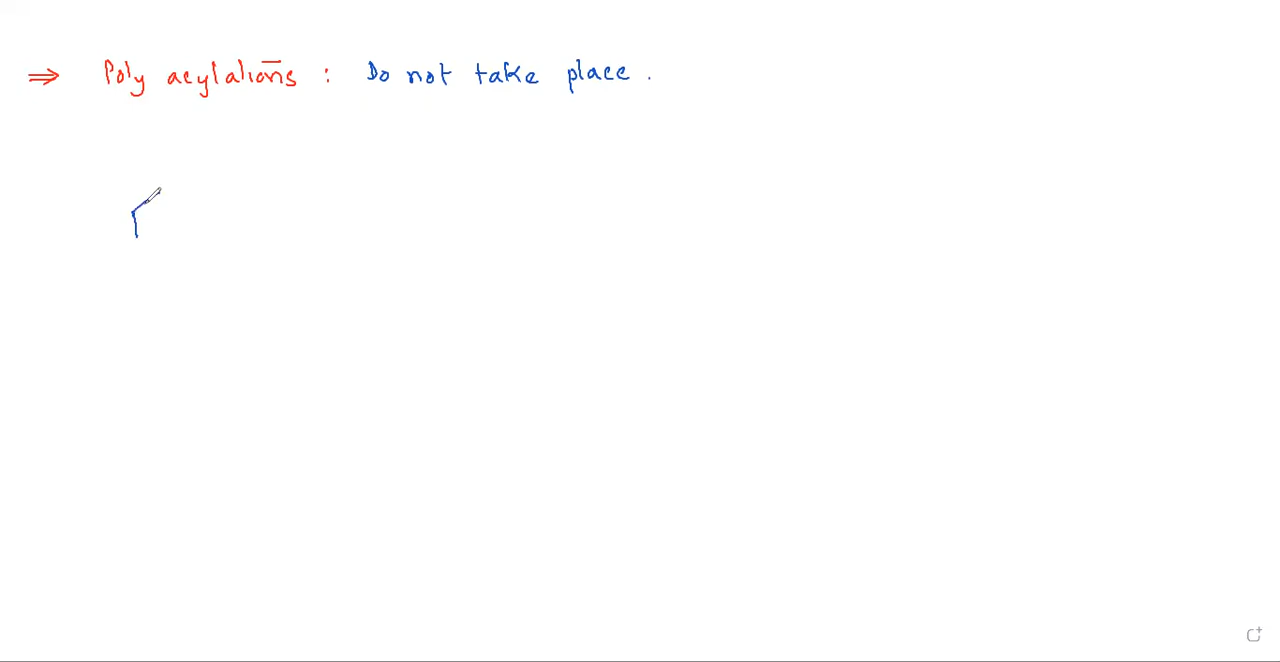 ⇒ Poly acylations : Do not take place .